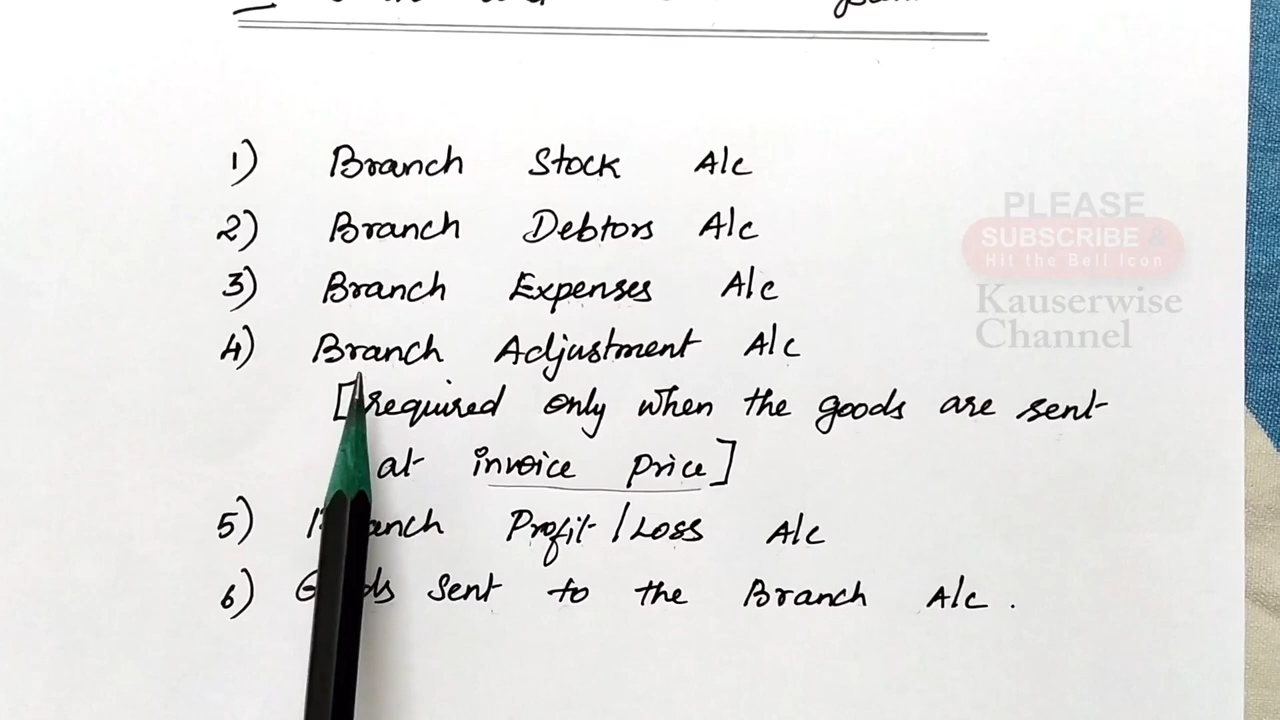 1) Branch Stock A/c
2) Branch Debtors A/c
3) Branch Expenses A/c
4) Branch Adjustment A/c
[required only when the goods are sent
at invoice price]
5) Branch Profit/Loss A/c
6) Goods sent to the Branch A/c.
PLEASE
SUBSCRIBE &
Hit the Bell Icon
Kauserwise
Channel